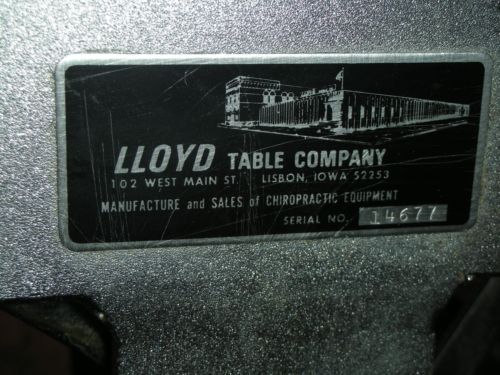 LLOYD TABLE COMPANY
102 WEST MAIN ST. LISBON, IOWA 52253
MANUFACTURE and SALES of CHIROPRACTIC EQUIPMENT
SERIAL NO. 14677